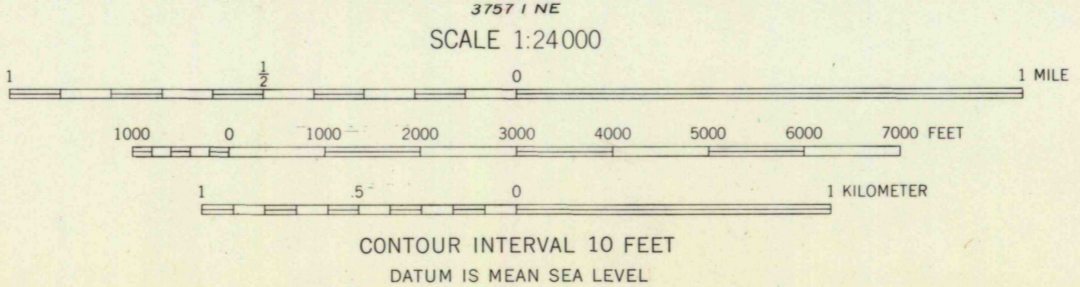 3757 I NE
SCALE 1:24000
1 1/2 0 1 MILE
1000 0 1000 2000 3000 4000 5000 6000 7000 FEET
1 .5 0 1 KILOMETER
CONTOUR INTERVAL 10 FEET
DATUM IS MEAN SEA LEVEL